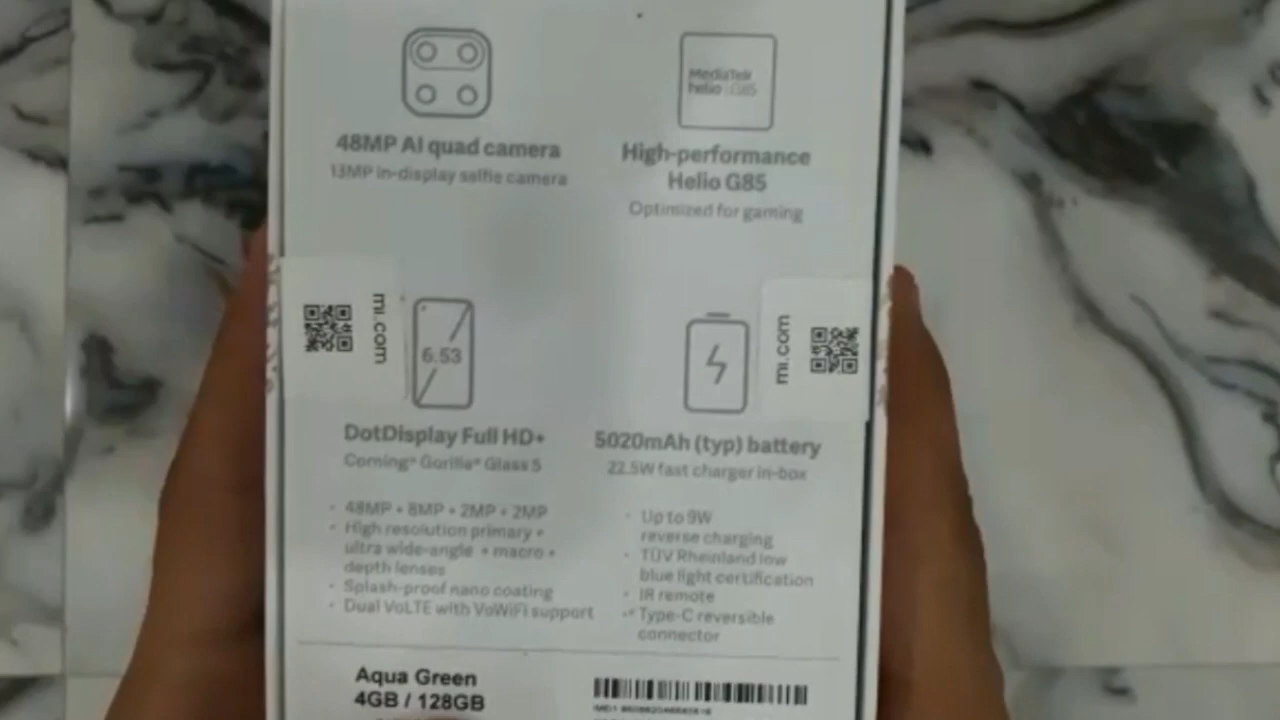 48MP AI quad camera
13MP in-display selfie camera
MediaTek
helio G85
High-performance
Helio G85
Optimized for gaming
mi.com
6.53
DotDisplay Full HD+
Corning® Gorilla® Glass 5
mi.com
5020mAh (typ) battery
22.5W fast charger in-box
• 48MP + 8MP + 2MP + 2MP
• High resolution primary +
ultra wide-angle + macro +
depth lenses
• Splash-proof nano coating
• Dual VoLTE with VoWiFi support
• Up to 9W
reverse charging
• TÜV Rheinland low
blue light certification
• IR remote
• Type-C reversible
connector
Aqua Green
4GB / 128GB